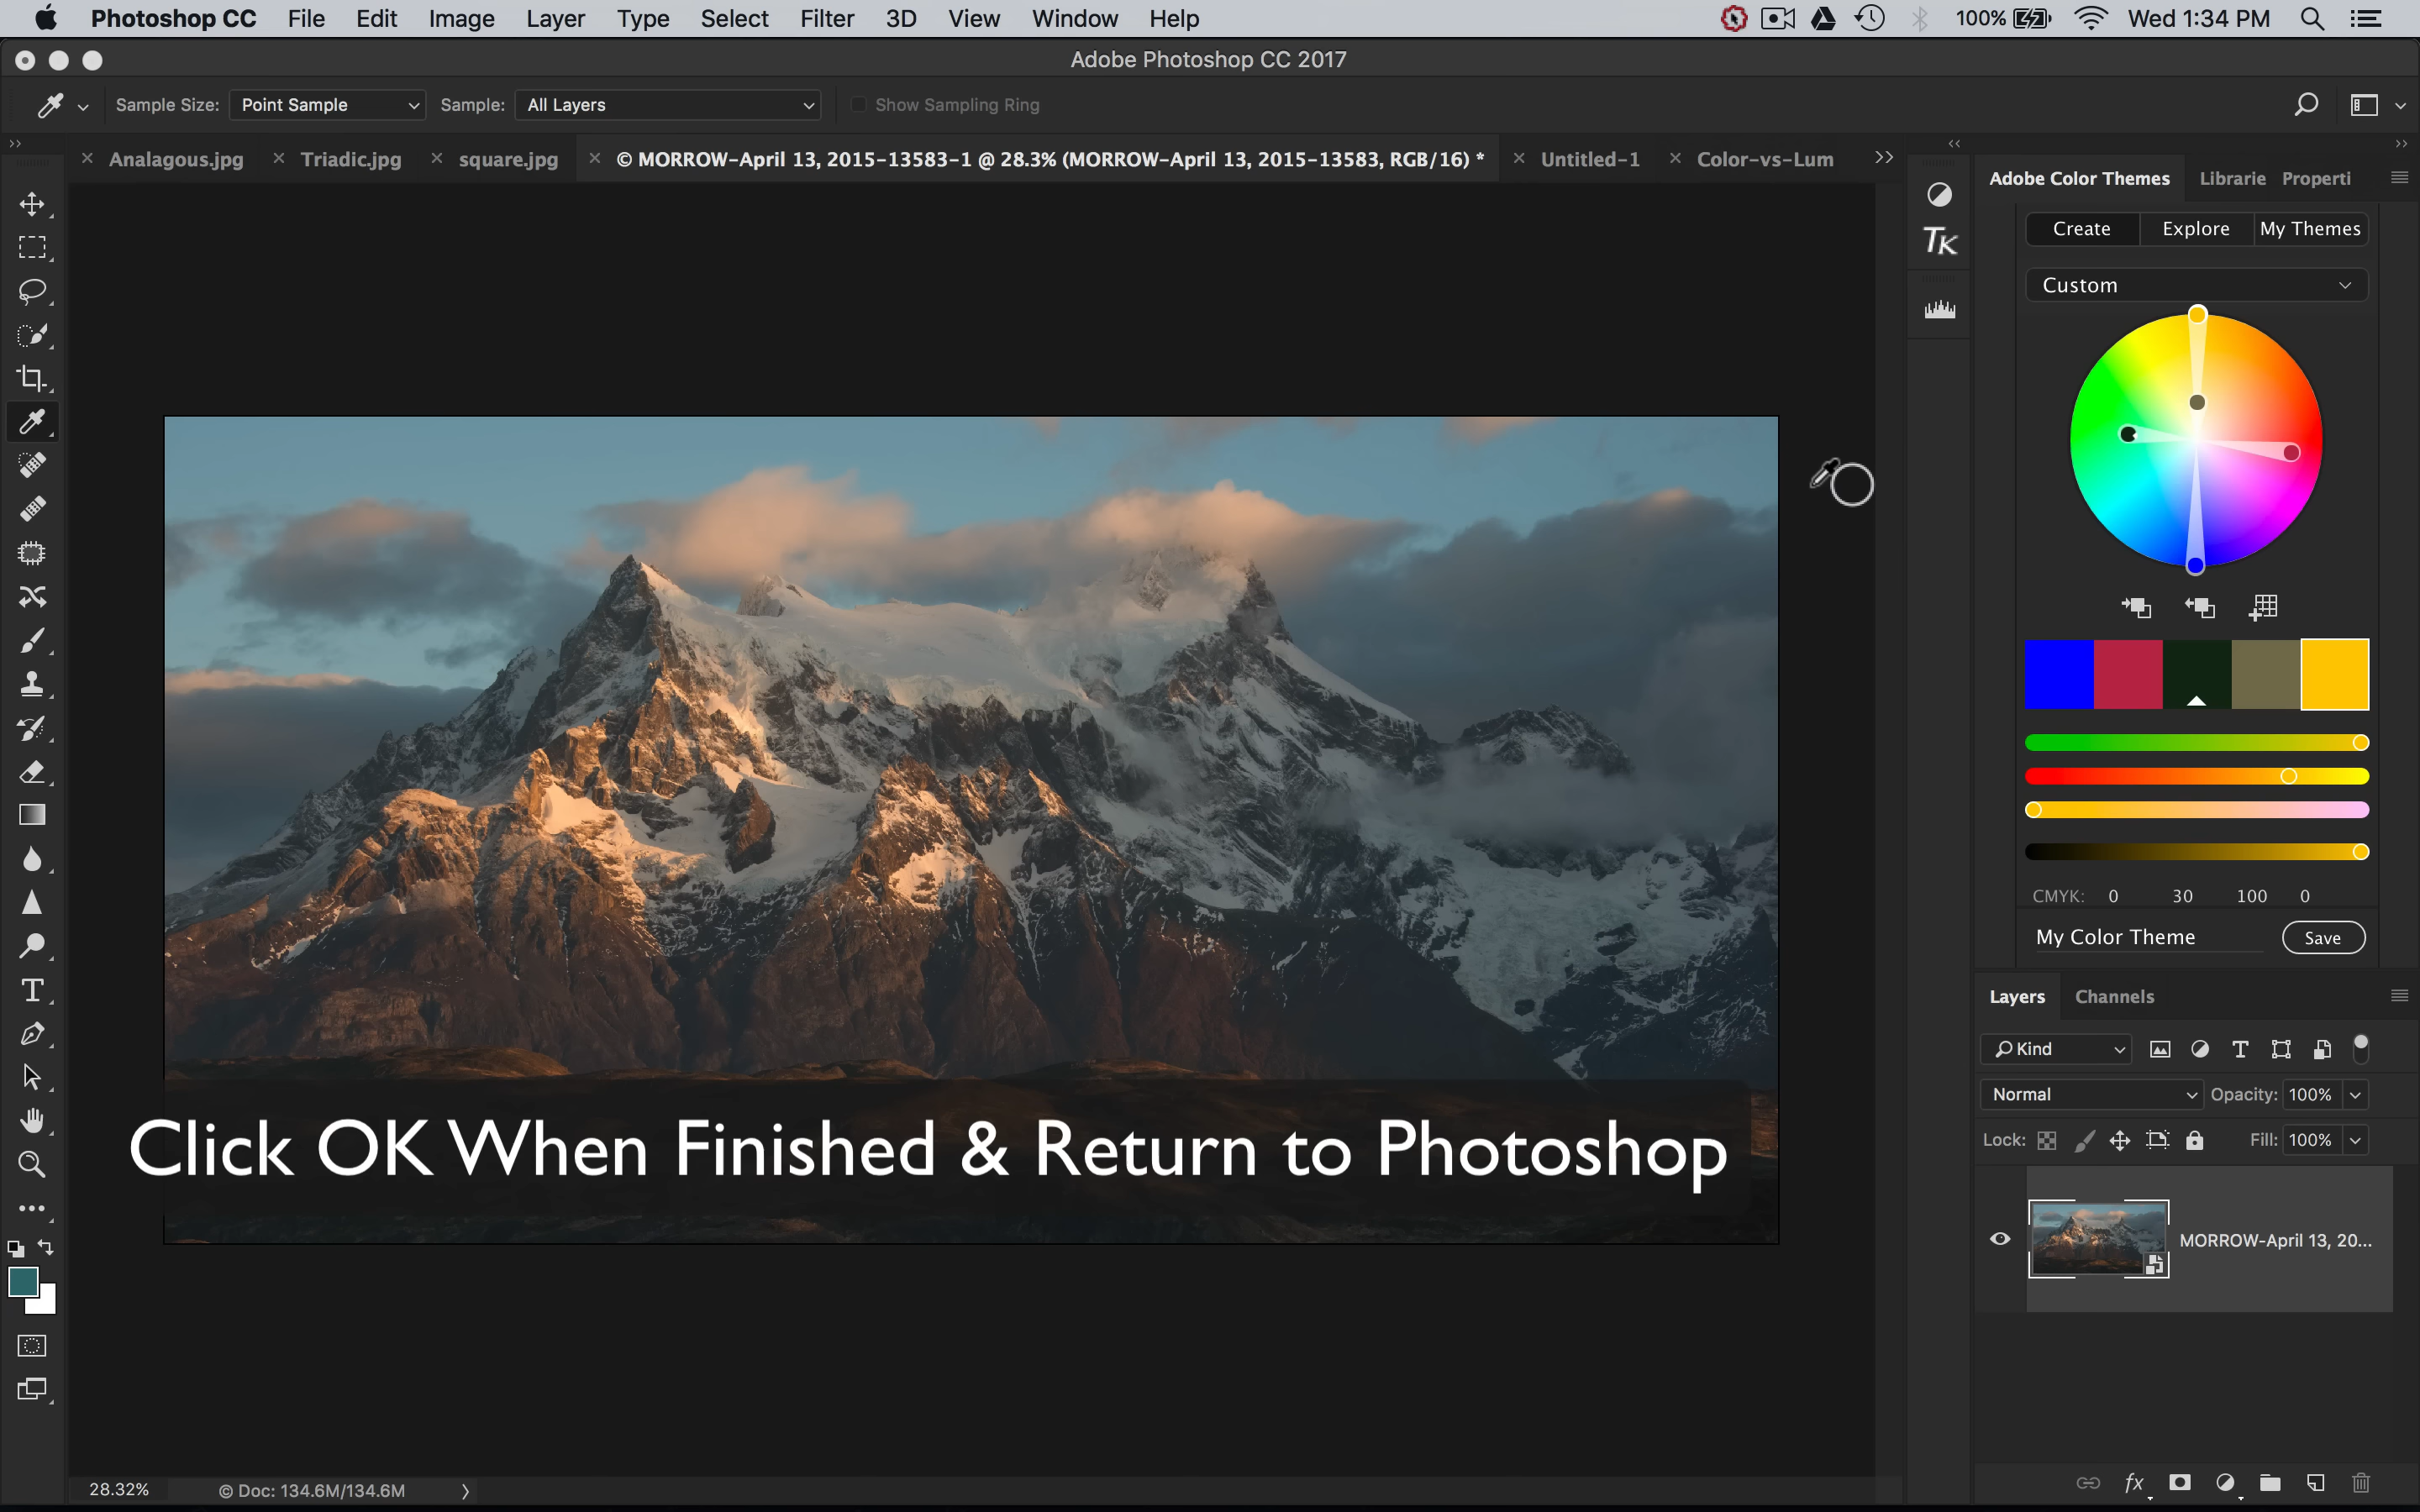 Photoshop CC File Edit Image Layer Type Select Filter 3D View Window Help 100% Wed 1:34 PM
Adobe Photoshop CC 2017
Sample Size: Point Sample Sample: All Layers Show Sampling Ring
Analagous.jpg Triadic.jpg square.jpg © MORROW-April 13, 2015-13583-1 @ 28.3% (MORROW-April 13, 2015-13583, RGB/16) * Untitled-1 Color-vs-Lum
Adobe Color Themes Librarie Properti
Create Explore My Themes
TK
Custom
CMYK: 0 30 100 0
My Color Theme Save
Layers Channels
Kind
Normal Opacity: 100%
Lock: Fill: 100%
Click OK When Finished & Return to Photoshop
MORROW-April 13, 20...
28.32% © Doc: 134.6M/134.6M
fx